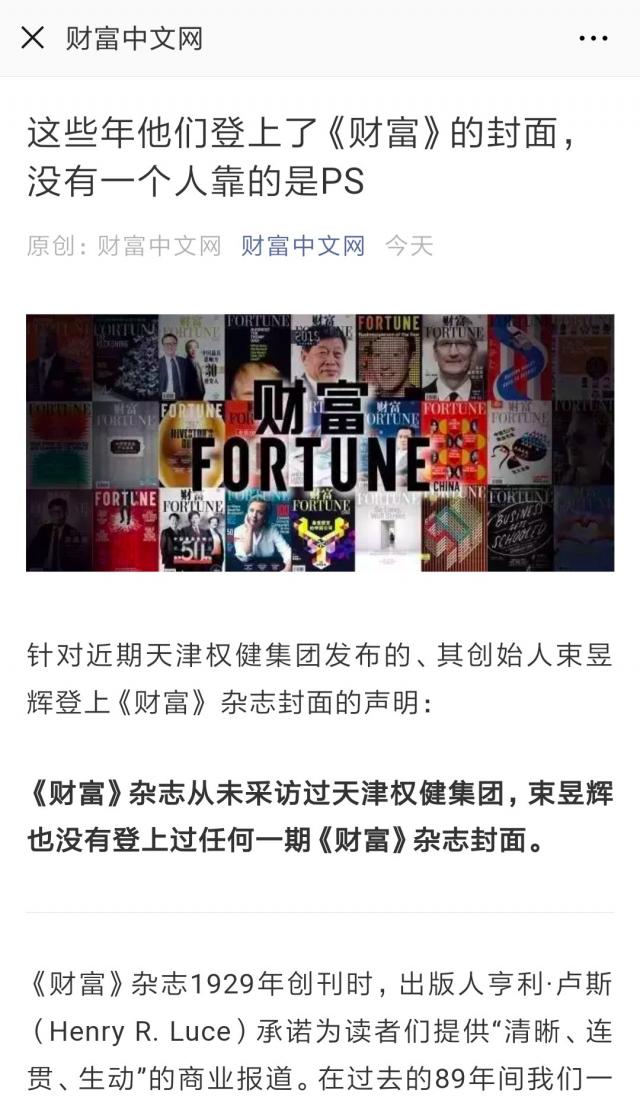 财富中文网
这些年他们登上了《财富》的封面，
没有一个人靠的是PS
原创：财富中文网 财富中文网 今天
财富
FORTUNE
针对近期天津权健集团发布的、其创始人束昱
辉登上《财富》杂志封面的声明：
《财富》杂志从未采访过天津权健集团，束昱辉
也没有登上过任何一期《财富》杂志封面。
《财富》杂志1929年创刊时，出版人亨利·卢斯
（Henry R. Luce）承诺为读者们提供“清晰、连
贯、生动”的商业报道。在过去的89年间我们一